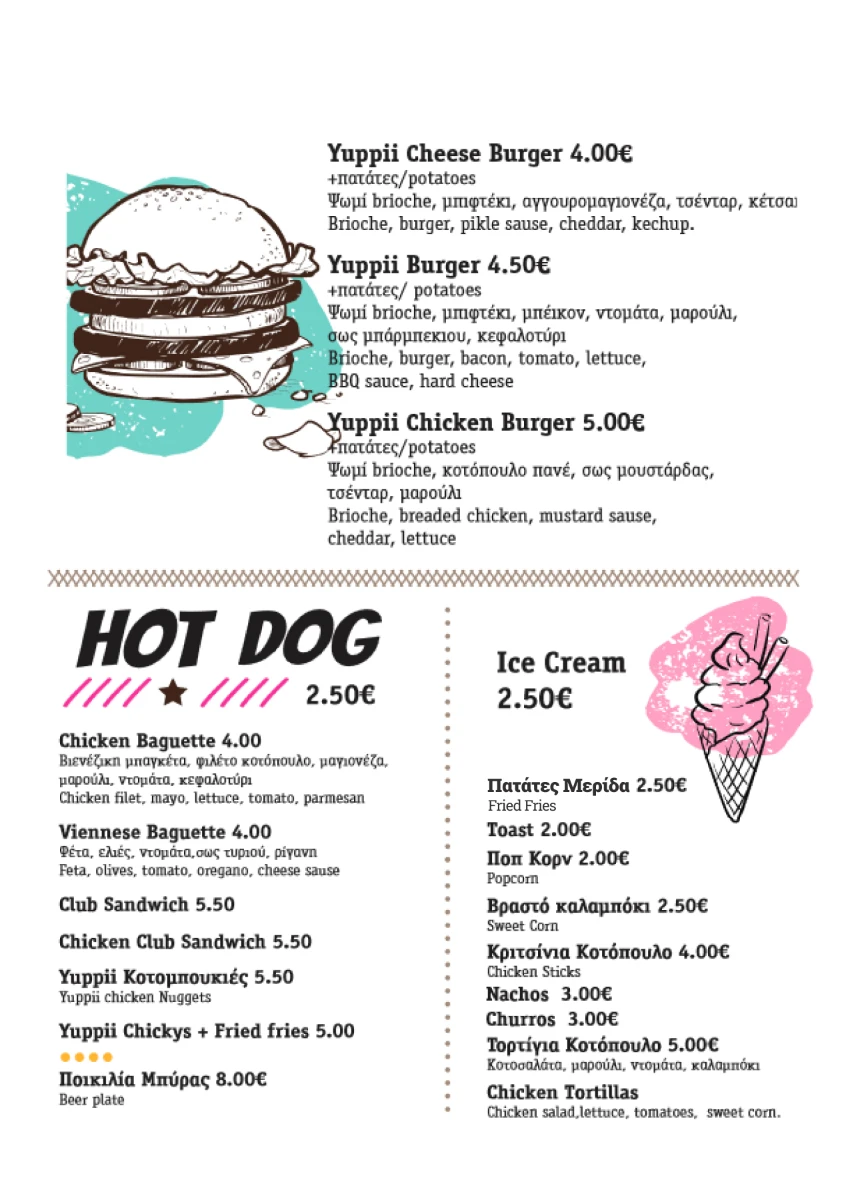 Yuppii Cheese Burger 4.00€
+πατάτες/potatoes
Ψωμί brioche, μπιφτέκι, αγγουρομαγιονέζα, τσένταρ,
Brioche, burger, pikle sause, cheddar, kechup.
Yuppii Burger 4.50€
+πατάτες/ potatoes
Ψωμί brioche, μπιφτέκι, μπέικον, ντομάτα, μαρούλι,
σως μπάρμπεκιου, κεφαλοτύρι
Brioche, burger, bacon, tomato, lettuce,
BBQ sauce, hard cheese
Yuppii Chicken Burger 5.00€
+πατάτες/potatoes
Ψωμί brioche, κοτόπουλο πανέ, σως μουστάρδας,
τσένταρ, μαρούλι
Brioche, breaded chicken, mustard sause,
cheddar, lettuce
HOT DOG
2.50€
Chicken Baguette 4.00
Βιενέζικη μπαγκέτα, φιλέτο κοτόπουλο, μαγιονέζα,
μαρούλι, ντομάτα, κεφαλοτύρι
Chicken filet, mayo, lettuce, tomato, parmesan
Viennese Baguette 4.00
Φέτα, ελιές, ντομάτα,σως τυριού, ρίγανη
Feta, olives, tomato, oregano, cheese sause
Club Sandwich 5.50
Chicken Club Sandwich 5.50
Yuppii Κοτομπουκιές 5.50
Yuppii chicken Nuggets
Yuppii Chickys + Fried fries 5.00
Ποικιλία Μπύρας 8.00€
Beer plate
Ice Cream
2.50€
Πατάτες Μερίδα 2.50€
Fried Fries
Toast 2.00€
Ποπ Κορν 2.00€
Popcorn
Βραστό καλαμπόκι 2.50€
Sweet Corn
Κριτσίνια Κοτόπουλο 4.00€
Chicken Sticks
Nachos 3.00€
Churros 3.00€
Τορτίγια Κοτόπουλο 5.00€
Κοτοσαλάτα, μαρούλι, ντομάτα, καλαμπόκι
Chicken Tortillas
Chicken salad,lettuce, tomatoes, sweet corn.